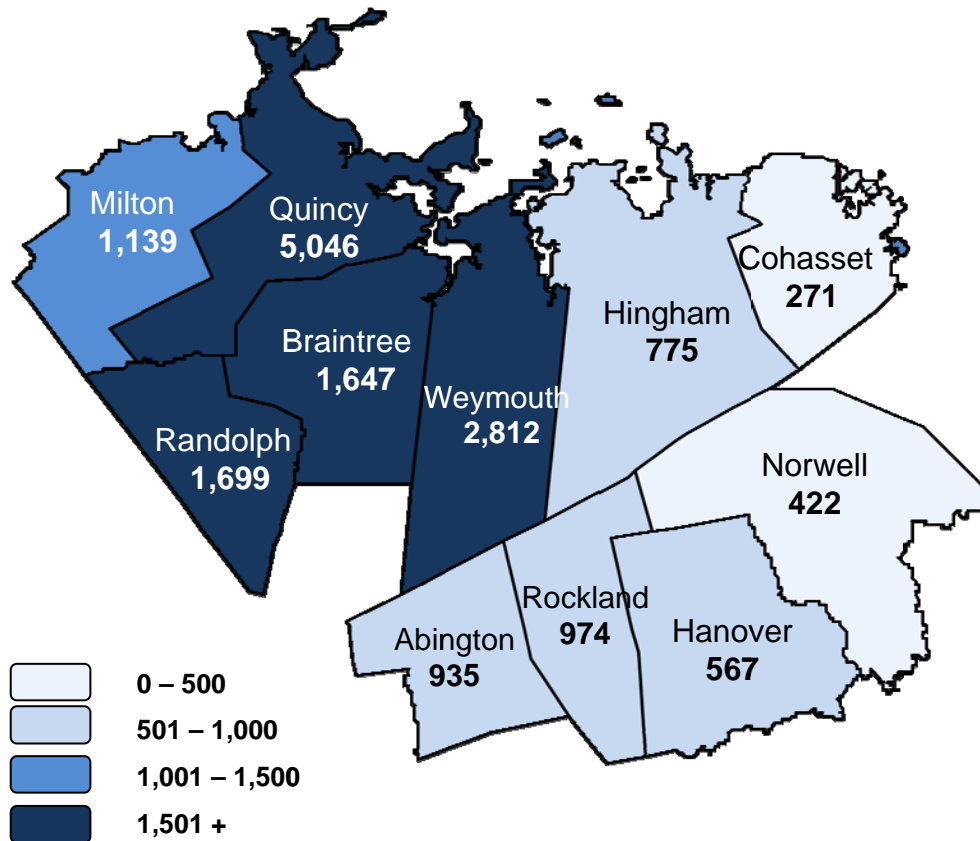 Milton
1,139
Quincy
5,046
Cohasset
271
Hingham
775
Braintree
1,647
Weymouth
2,812
Randolph
1,699
Norwell
422
Rockland
974
Abington
935
Hanover
567
0 – 500
501 – 1,000
1,001 – 1,500
1,501 +